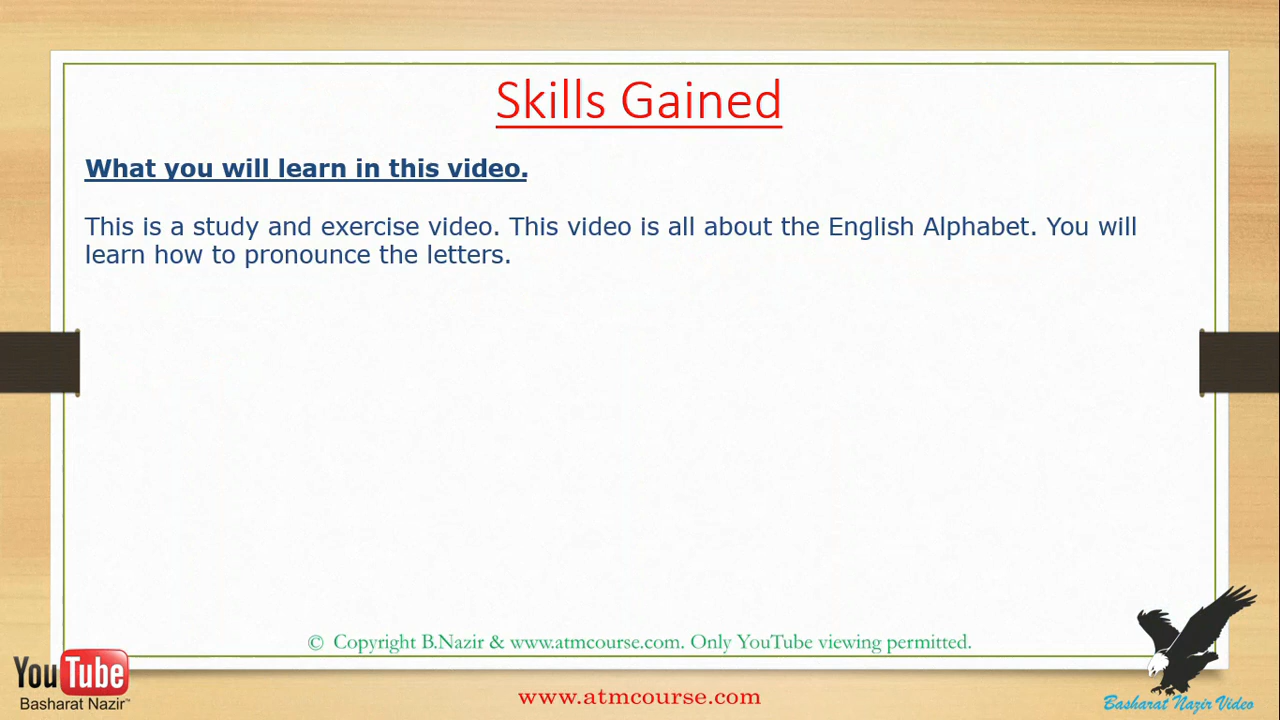 Skills Gained
What you will learn in this video.
This is a study and exercise video. This video is all about the English Alphabet. You will
learn how to pronounce the letters.
© Copyright B.Nazir & www.atmcourse.com. Only YouTube viewing permitted.
YouTube
Basharat Nazir™
www.atmcourse.com
Basharat Nazir Video